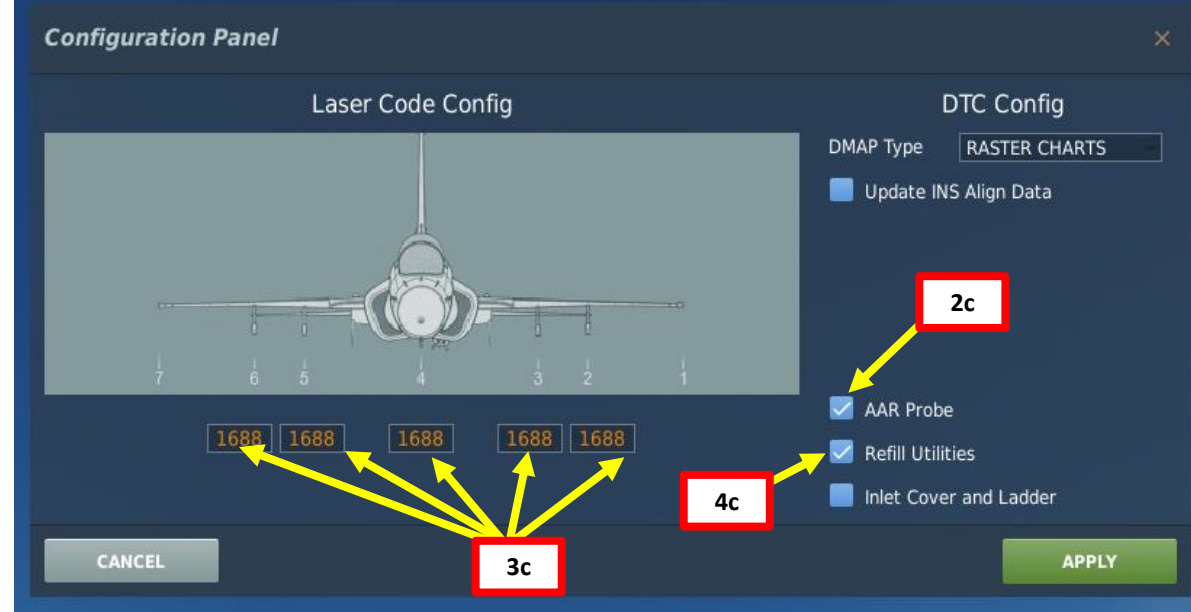 Configuration Panel
×
Laser Code Config
DTC Config
DMAP Type RASTER CHARTS
Update INS Align Data
2c
7 6 5 4 3 2 1
AAR Probe
1688 1688 1688 1688 1688
Refill Utilities
4c
Inlet Cover and Ladder
CANCEL
3c
APPLY